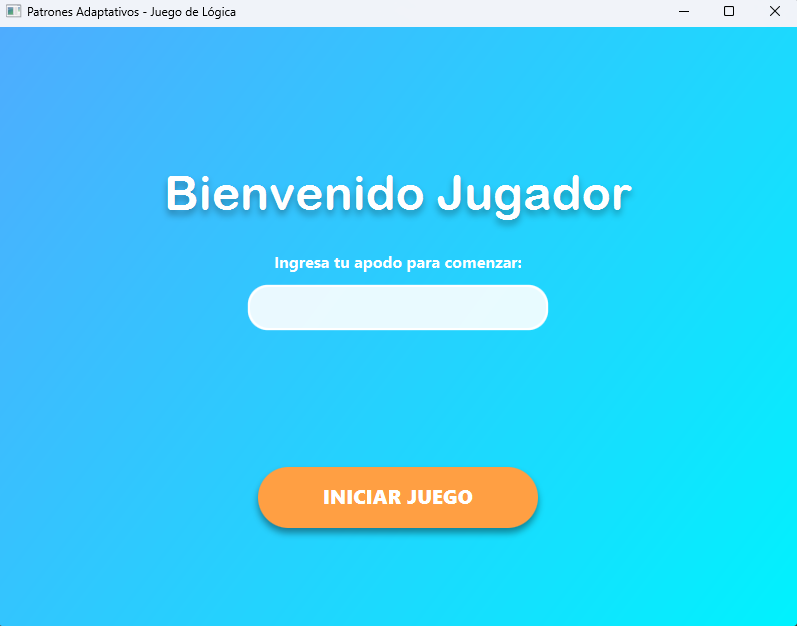 Patrones Adaptativos - Juego de Lógica
Bienvenido Jugador
Ingresa tu apodo para comenzar:
INICIAR JUEGO